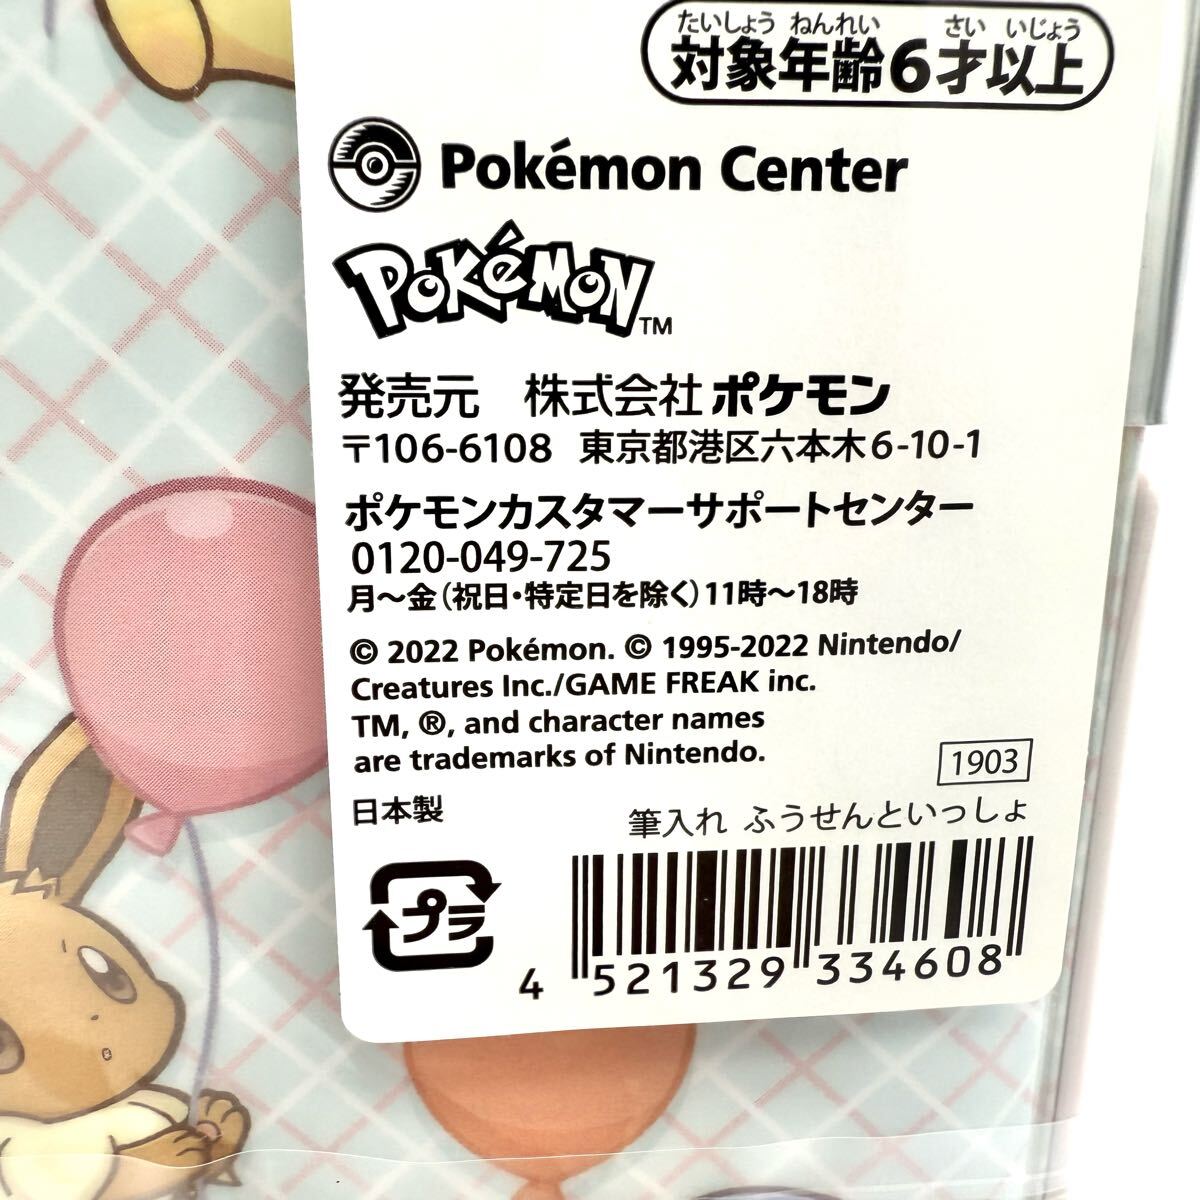 たいしょう ねんれい さい いじょう
対象年齢6才以上
Pokémon Center
POKéMON™
発売元 株式会社ポケモン
〒106-6108 東京都港区六本木6-10-1
ポケモンカスタマーサポートセンター
0120-049-725
月〜金(祝日・特定日を除く)11時〜18時
© 2022 Pokémon. © 1995-2022 Nintendo/
Creatures Inc./GAME FREAK inc.
TM, ®, and character names
are trademarks of Nintendo.
1903
日本製
筆入れ ふうせんといっしょ
プラ
4 521329 334608